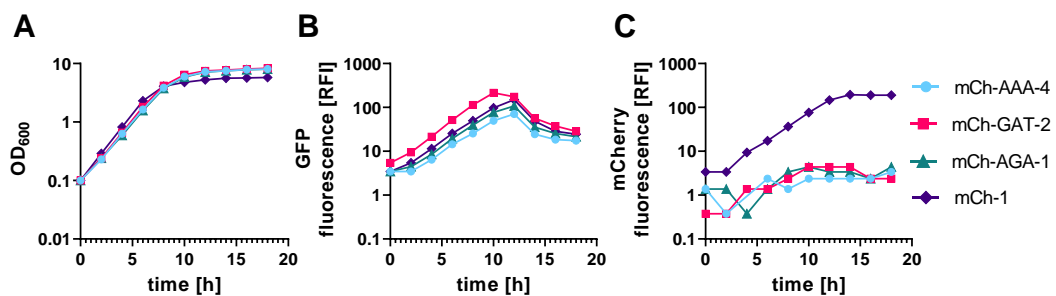 A
OD600
10
1
0.1
0.01
0 5 10 15 20
time [h]
B
GFP
fluorescence [RFI]
1000
100
10
1
0.1
0 5 10 15 20
time [h]
C
mCherry
fluorescence [RFI]
1000
100
10
1
0.1
0 5 10 15 20
time [h]
mCh-AAA-4
mCh-GAT-2
mCh-AGA-1
mCh-1